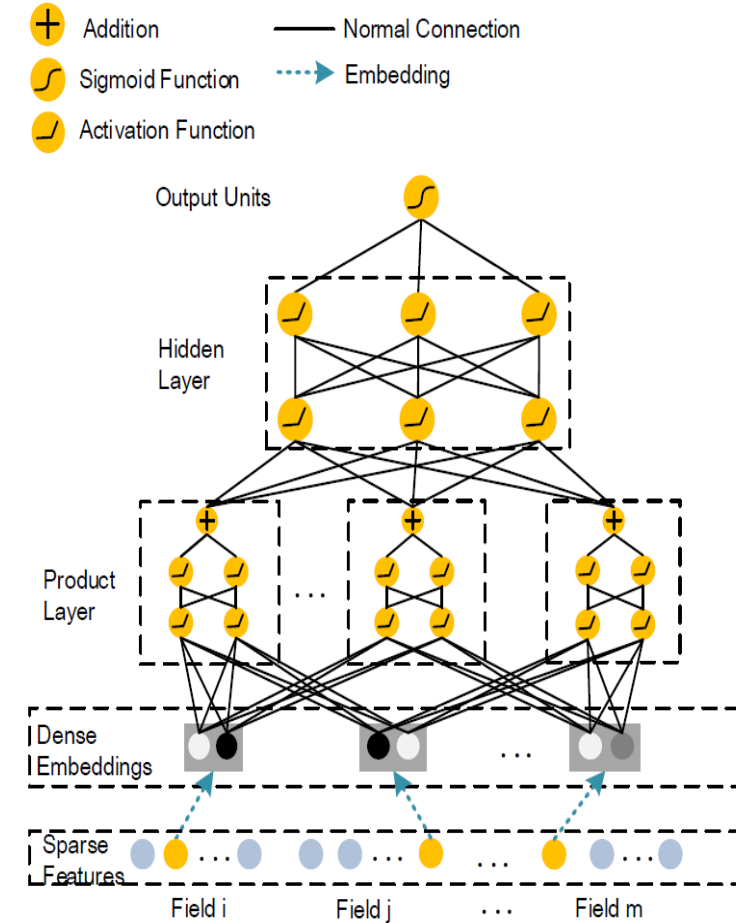 Addition
Normal Connection
Sigmoid Function
Embedding
Activation Function
Output Units
Hidden
Layer
Product
Layer
...
Dense
Embeddings
...
Sparse
Features
... ... ... ...
Field i
Field j
...
Field m